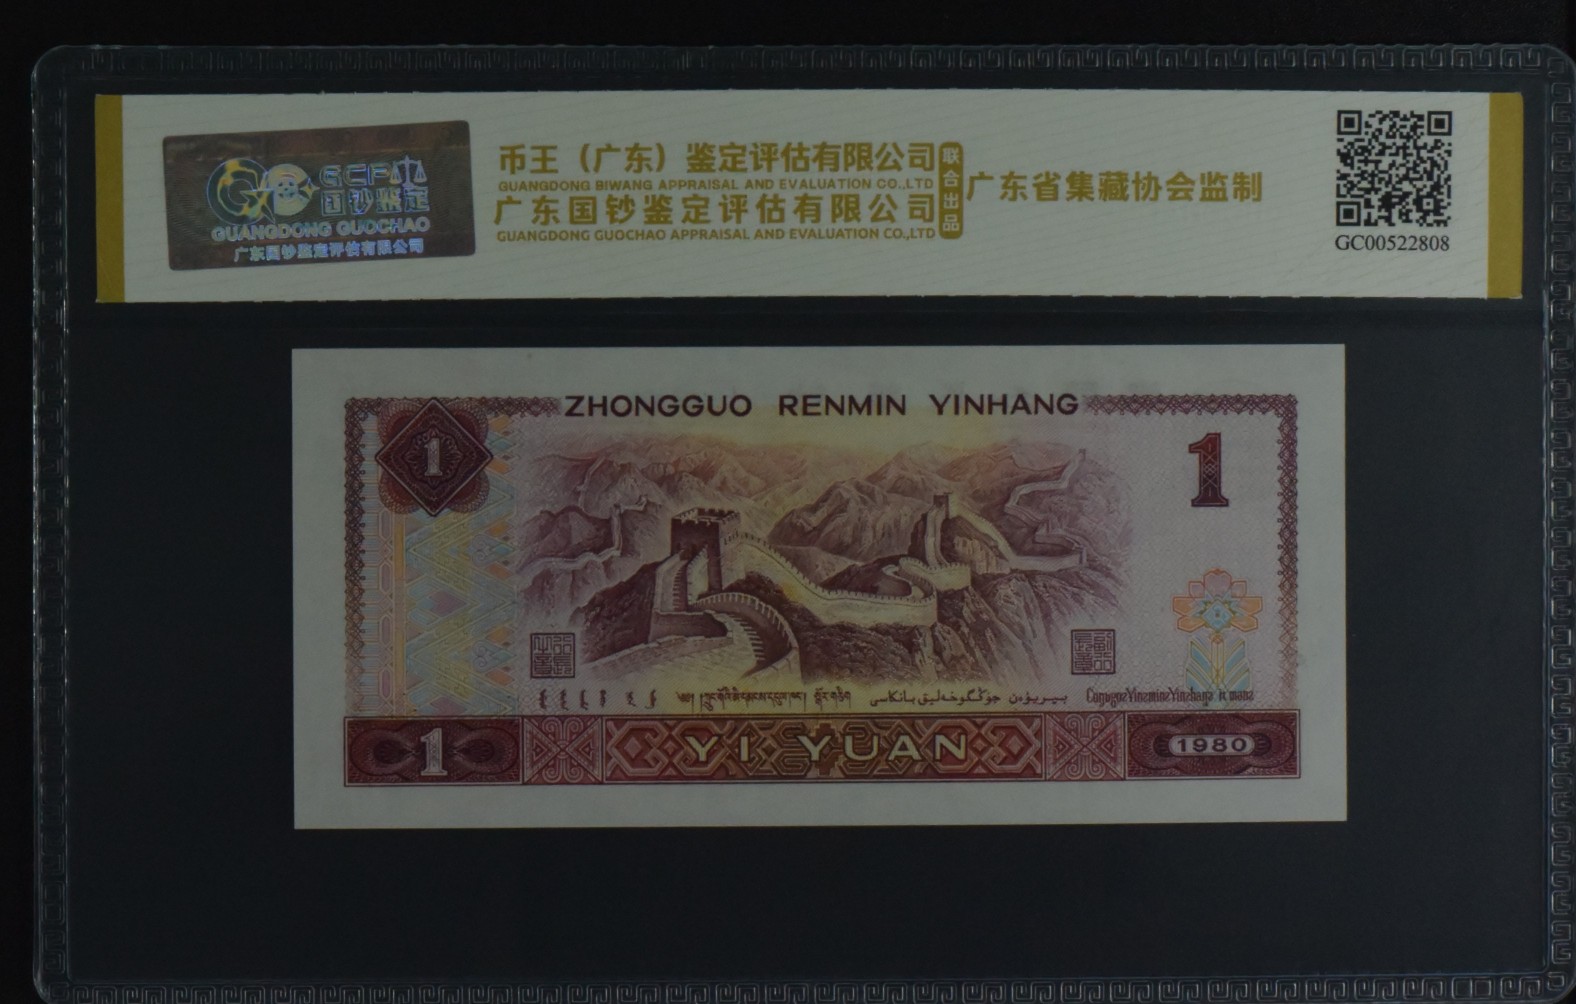 GCF
国钞鉴定
GUANGDONG GUOCHAO
广东国钞鉴定评估有限公司
币王（广东）鉴定评估有限公司
GUANGDONG BIWANG APPRAISAL AND EVALUATION CO.,LTD
广东国钞鉴定评估有限公司
GUANGDONG GUOCHAO APPRAISAL AND EVALUATION CO.,LTD
联合出品
广东省集藏协会监制
GC00522808
ZHONGGUO RENMIN YINHANG
1
1
1
YI YUAN
1980